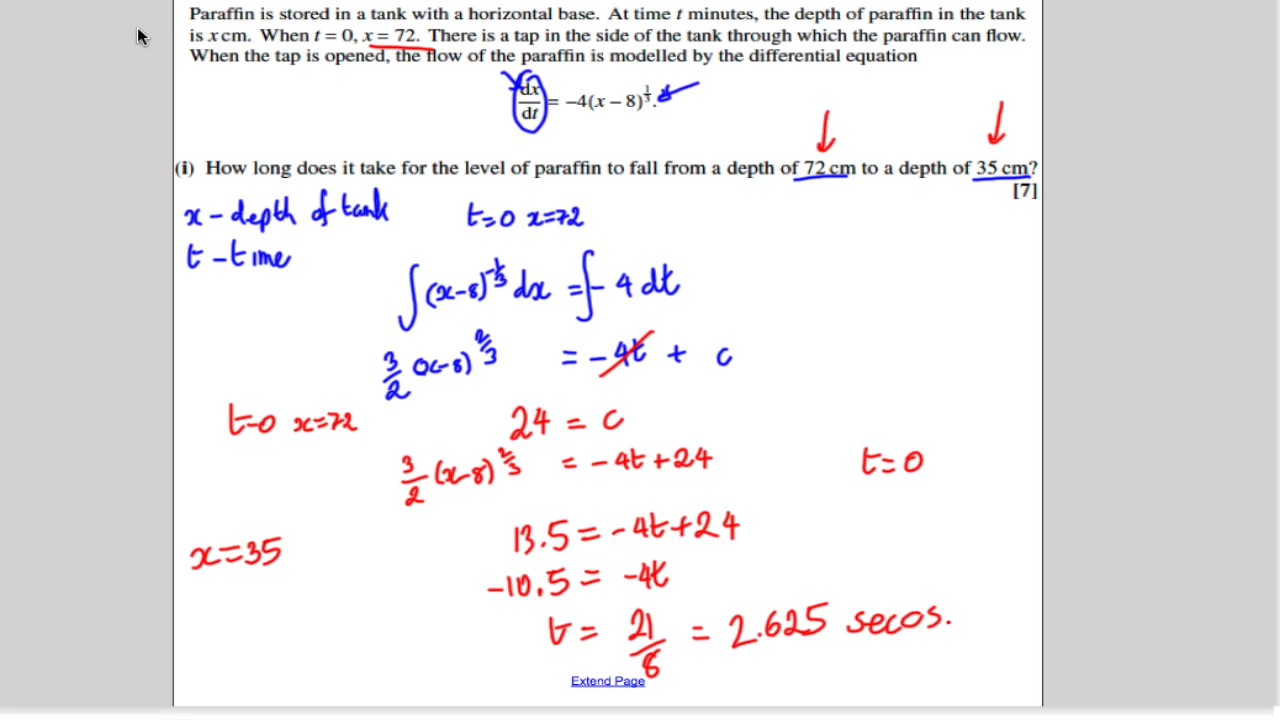 Paraffin is stored in a tank with a horizontal base. At time t minutes, the depth of paraffin in the tank
is x cm. When t = 0, x = 72. There is a tap in the side of the tank through which the paraffin can flow.
When the tap is opened, the flow of the paraffin is modelled by the differential equation
dx/dt = −4(x − 8)^(1/3).
(i) How long does it take for the level of paraffin to fall from a depth of 72 cm to a depth of 35 cm?
[7]
x – depth of tank t=0 x=72
t – time
∫(x-8)^(-1/3) dx = ∫-4 dt
3/2 (x-8)^(2/3) = -4t + c
t=0 x=72 24 = c
3/2 (x-8)^(2/3) = -4t+24 t=0
13.5 = -4t+24
x=35
-10.5 = -4t
t = 21/8 = 2.625 secos.
Extend Page